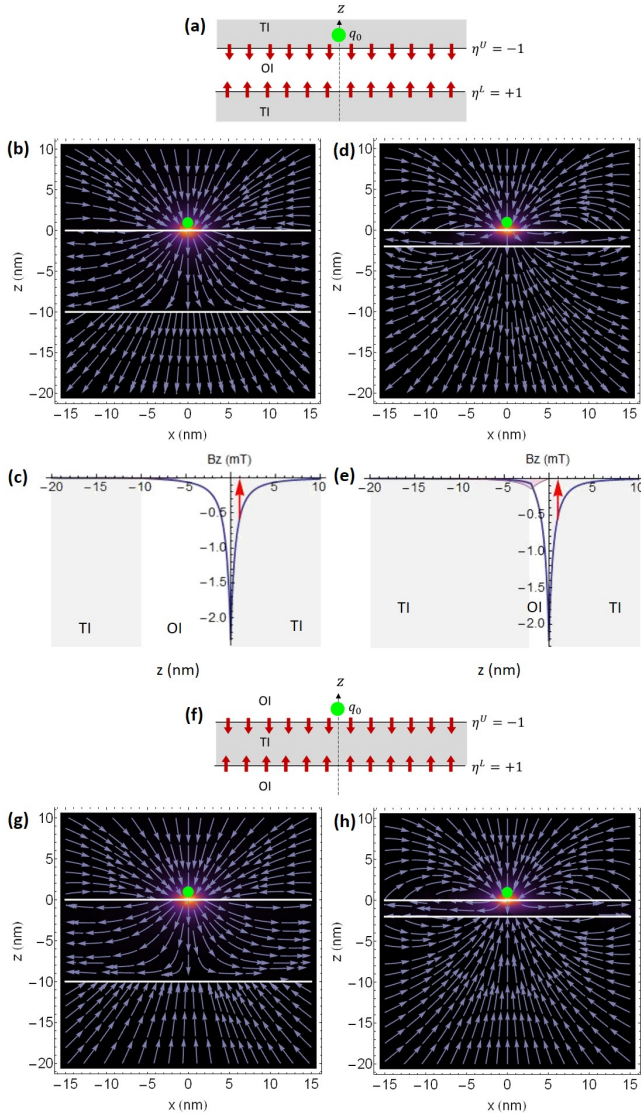 (a)
z
TI
q₀
ηᵁ = −1
OI
ηᴸ = +1
TI
(b)
(d)
10
5
0
−5
−10
−15
−20
z (nm)
−15 −10 −5 0 5 10 15
x (nm)
10
5
0
−5
−10
−15
−20
z (nm)
−15 −10 −5 0 5 10 15
x (nm)
(c)
Bz (mT)
-20 -15 -10 -5 5 10
-0.5
-1.0
-1.5
-2.0
TI OI TI
z (nm)
(e)
Bz (mT)
-20 -15 -10 -5 5 10
-0.5
-1.0
-1.5
-2.0
TI OI TI
z (nm)
(f)
z
OI
q₀
ηᵁ = −1
TI
ηᴸ = +1
OI
(g)
(h)
10
5
0
−5
−10
−15
−20
z (nm)
−15 −10 −5 0 5 10 15
x (nm)
10
5
0
−5
−10
−15
−20
z (nm)
−15 −10 −5 0 5 10 15
x (nm)